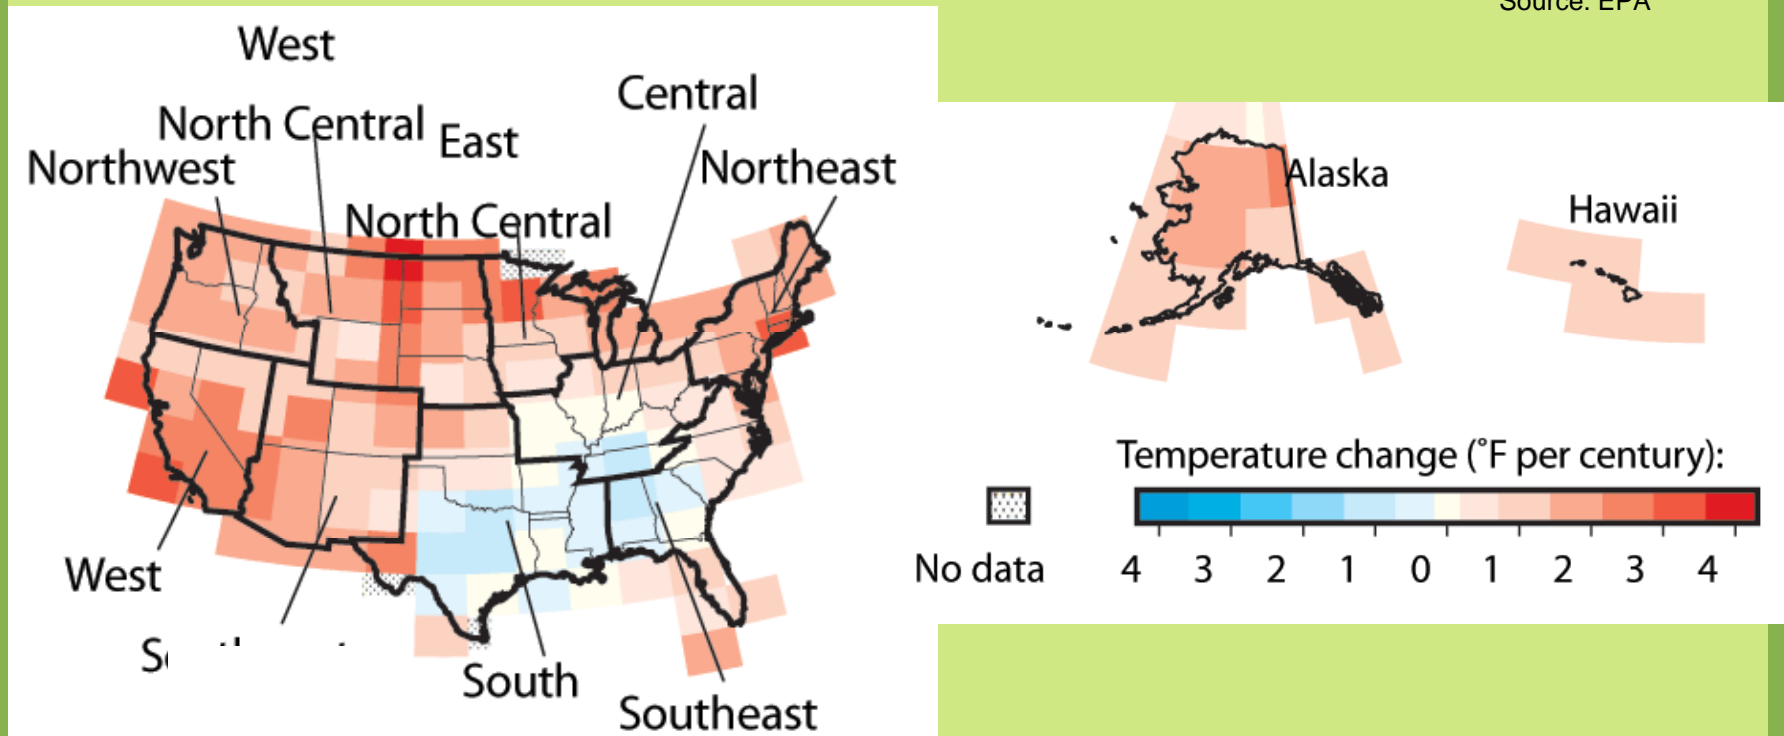 Source: EPA
West
Central
North Central
East
Northwest
Northeast
North Central
Alaska
Hawaii
West
South
Southeast
Temperature change (˚F per century):
No data
4 3 2 1 0 1 2 3 4